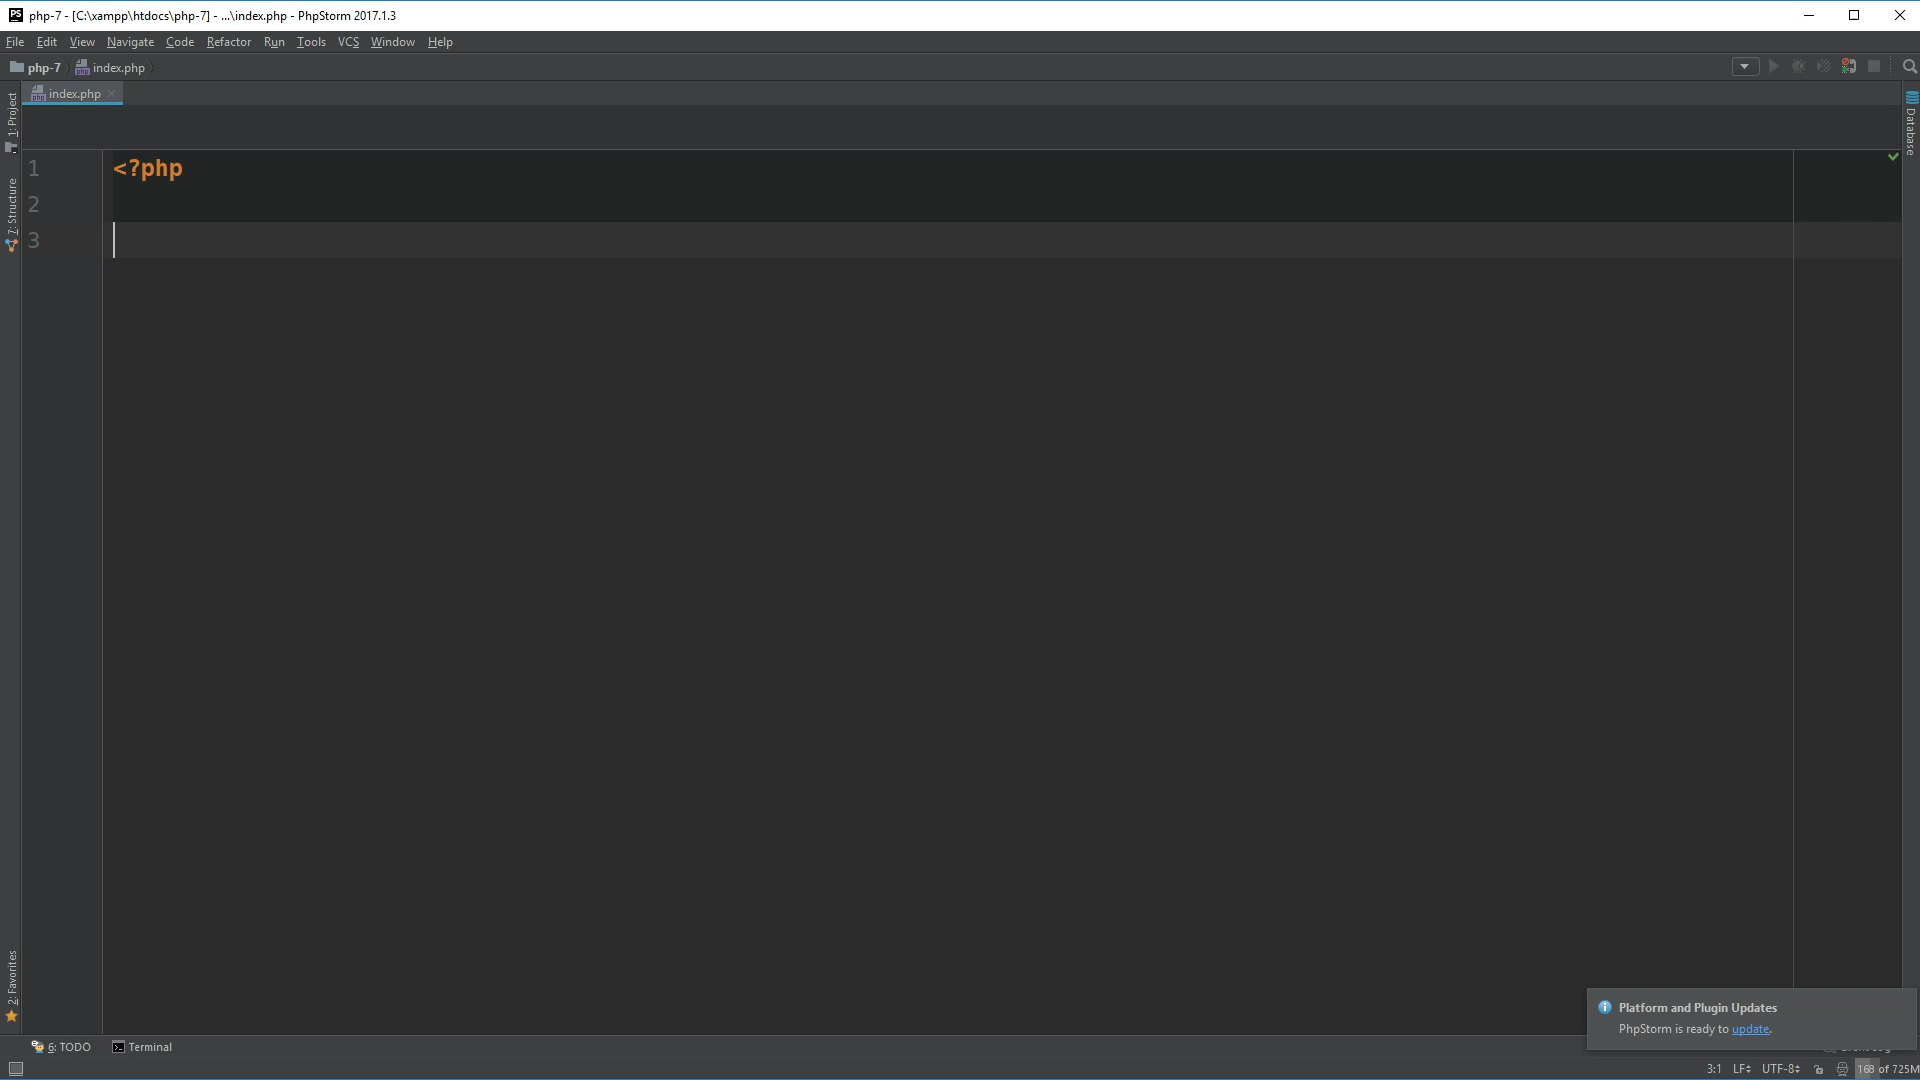 PS php-7 - [C:\xampp\htdocs\php-7] - ...\index.php - PhpStorm 2017.1.3
File Edit View Navigate Code Refactor Run Tools VCS Window Help
php-7 index.php
index.php
1: Project
7: Structure
2: Favorites
Database
1 <?php
2
3
Platform and Plugin Updates
PhpStorm is ready to update.
6: TODO Terminal
3:1 LF UTF-8 168 of 725M